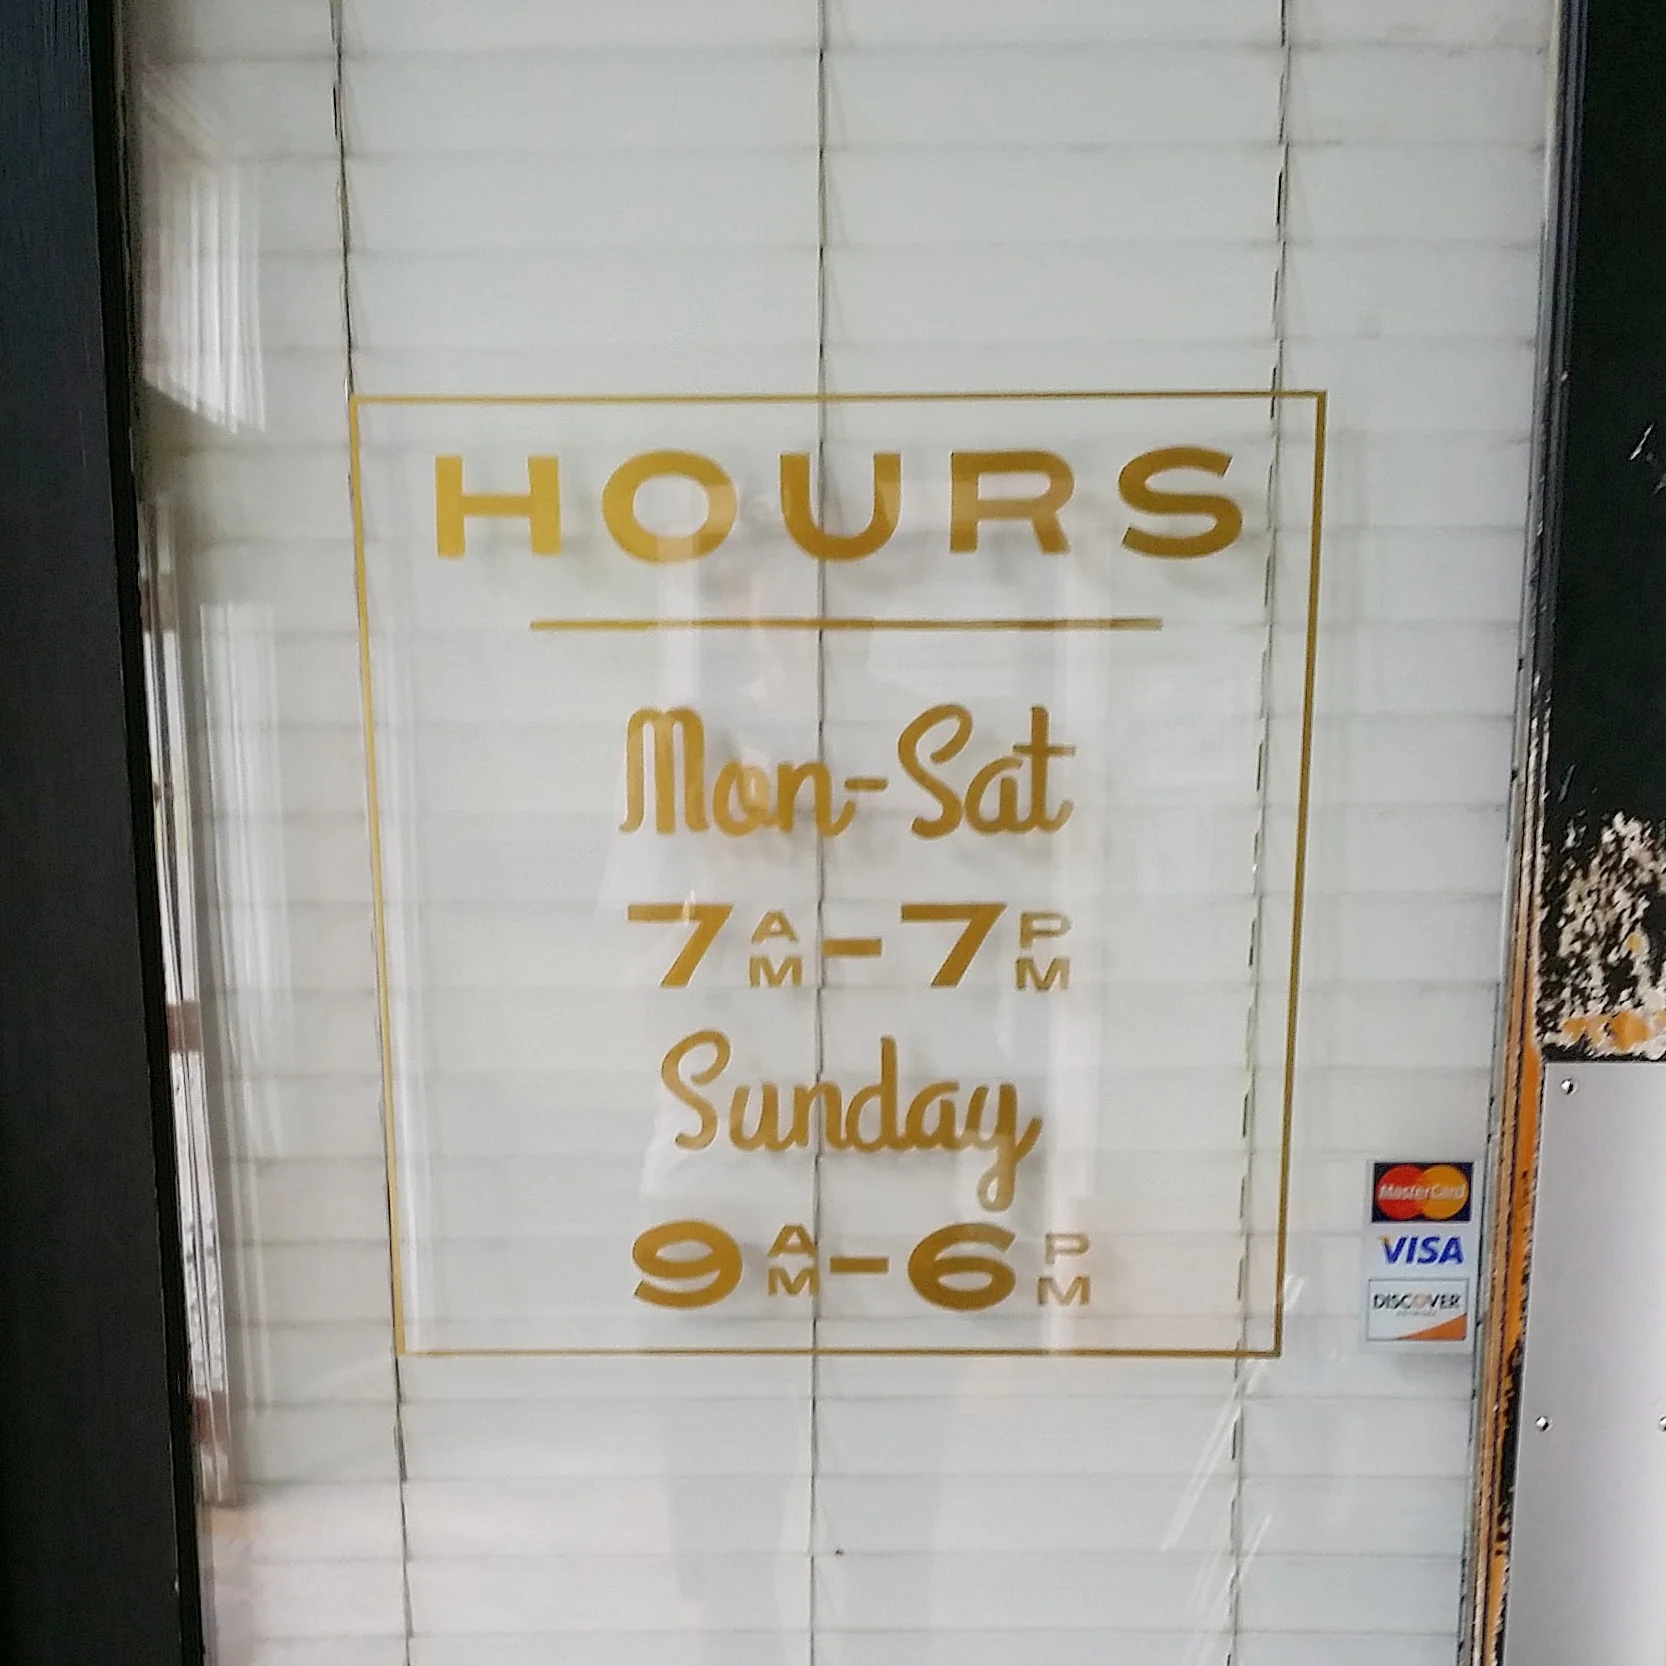 HOURS
Mon-Sat
7AM-7PM
Sunday
9AM-6PM
MasterCard
VISA
DISCOVER